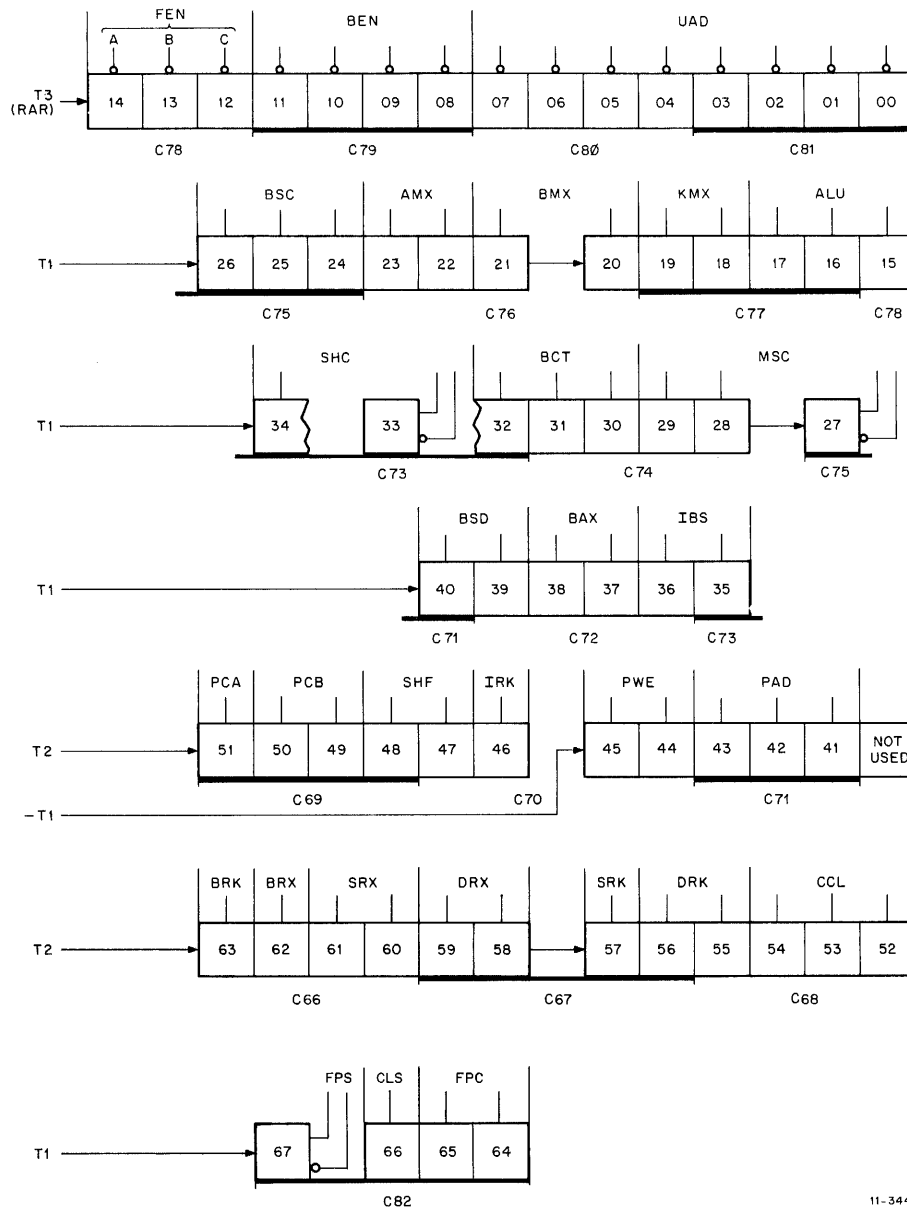 FEN BEN UAD
A B C
T3 (RAR) 14 13 12 11 10 09 08 07 06 05 04 03 02 01 00
C78 C79 C80 C81
BSC AMX BMX KMX ALU
T1 26 25 24 23 22 21 20 19 18 17 16 15
C75 C76 C77 C78
SHC BCT MSC
T1 34 33 32 31 30 29 28 27
C73 C74 C75
BSD BAX IBS
T1 40 39 38 37 36 35
C71 C72 C73
PCA PCB SHF IRK PWE PAD
T2 51 50 49 48 47 46 45 44 43 42 41 NOT USED
C69 C70 C71
-T1
BRK BRX SRX DRX SRK DRK CCL
T2 63 62 61 60 59 58 57 56 55 54 53 52
C66 C67 C68
FPS CLS FPC
T1 67 66 65 64
C82
11-344